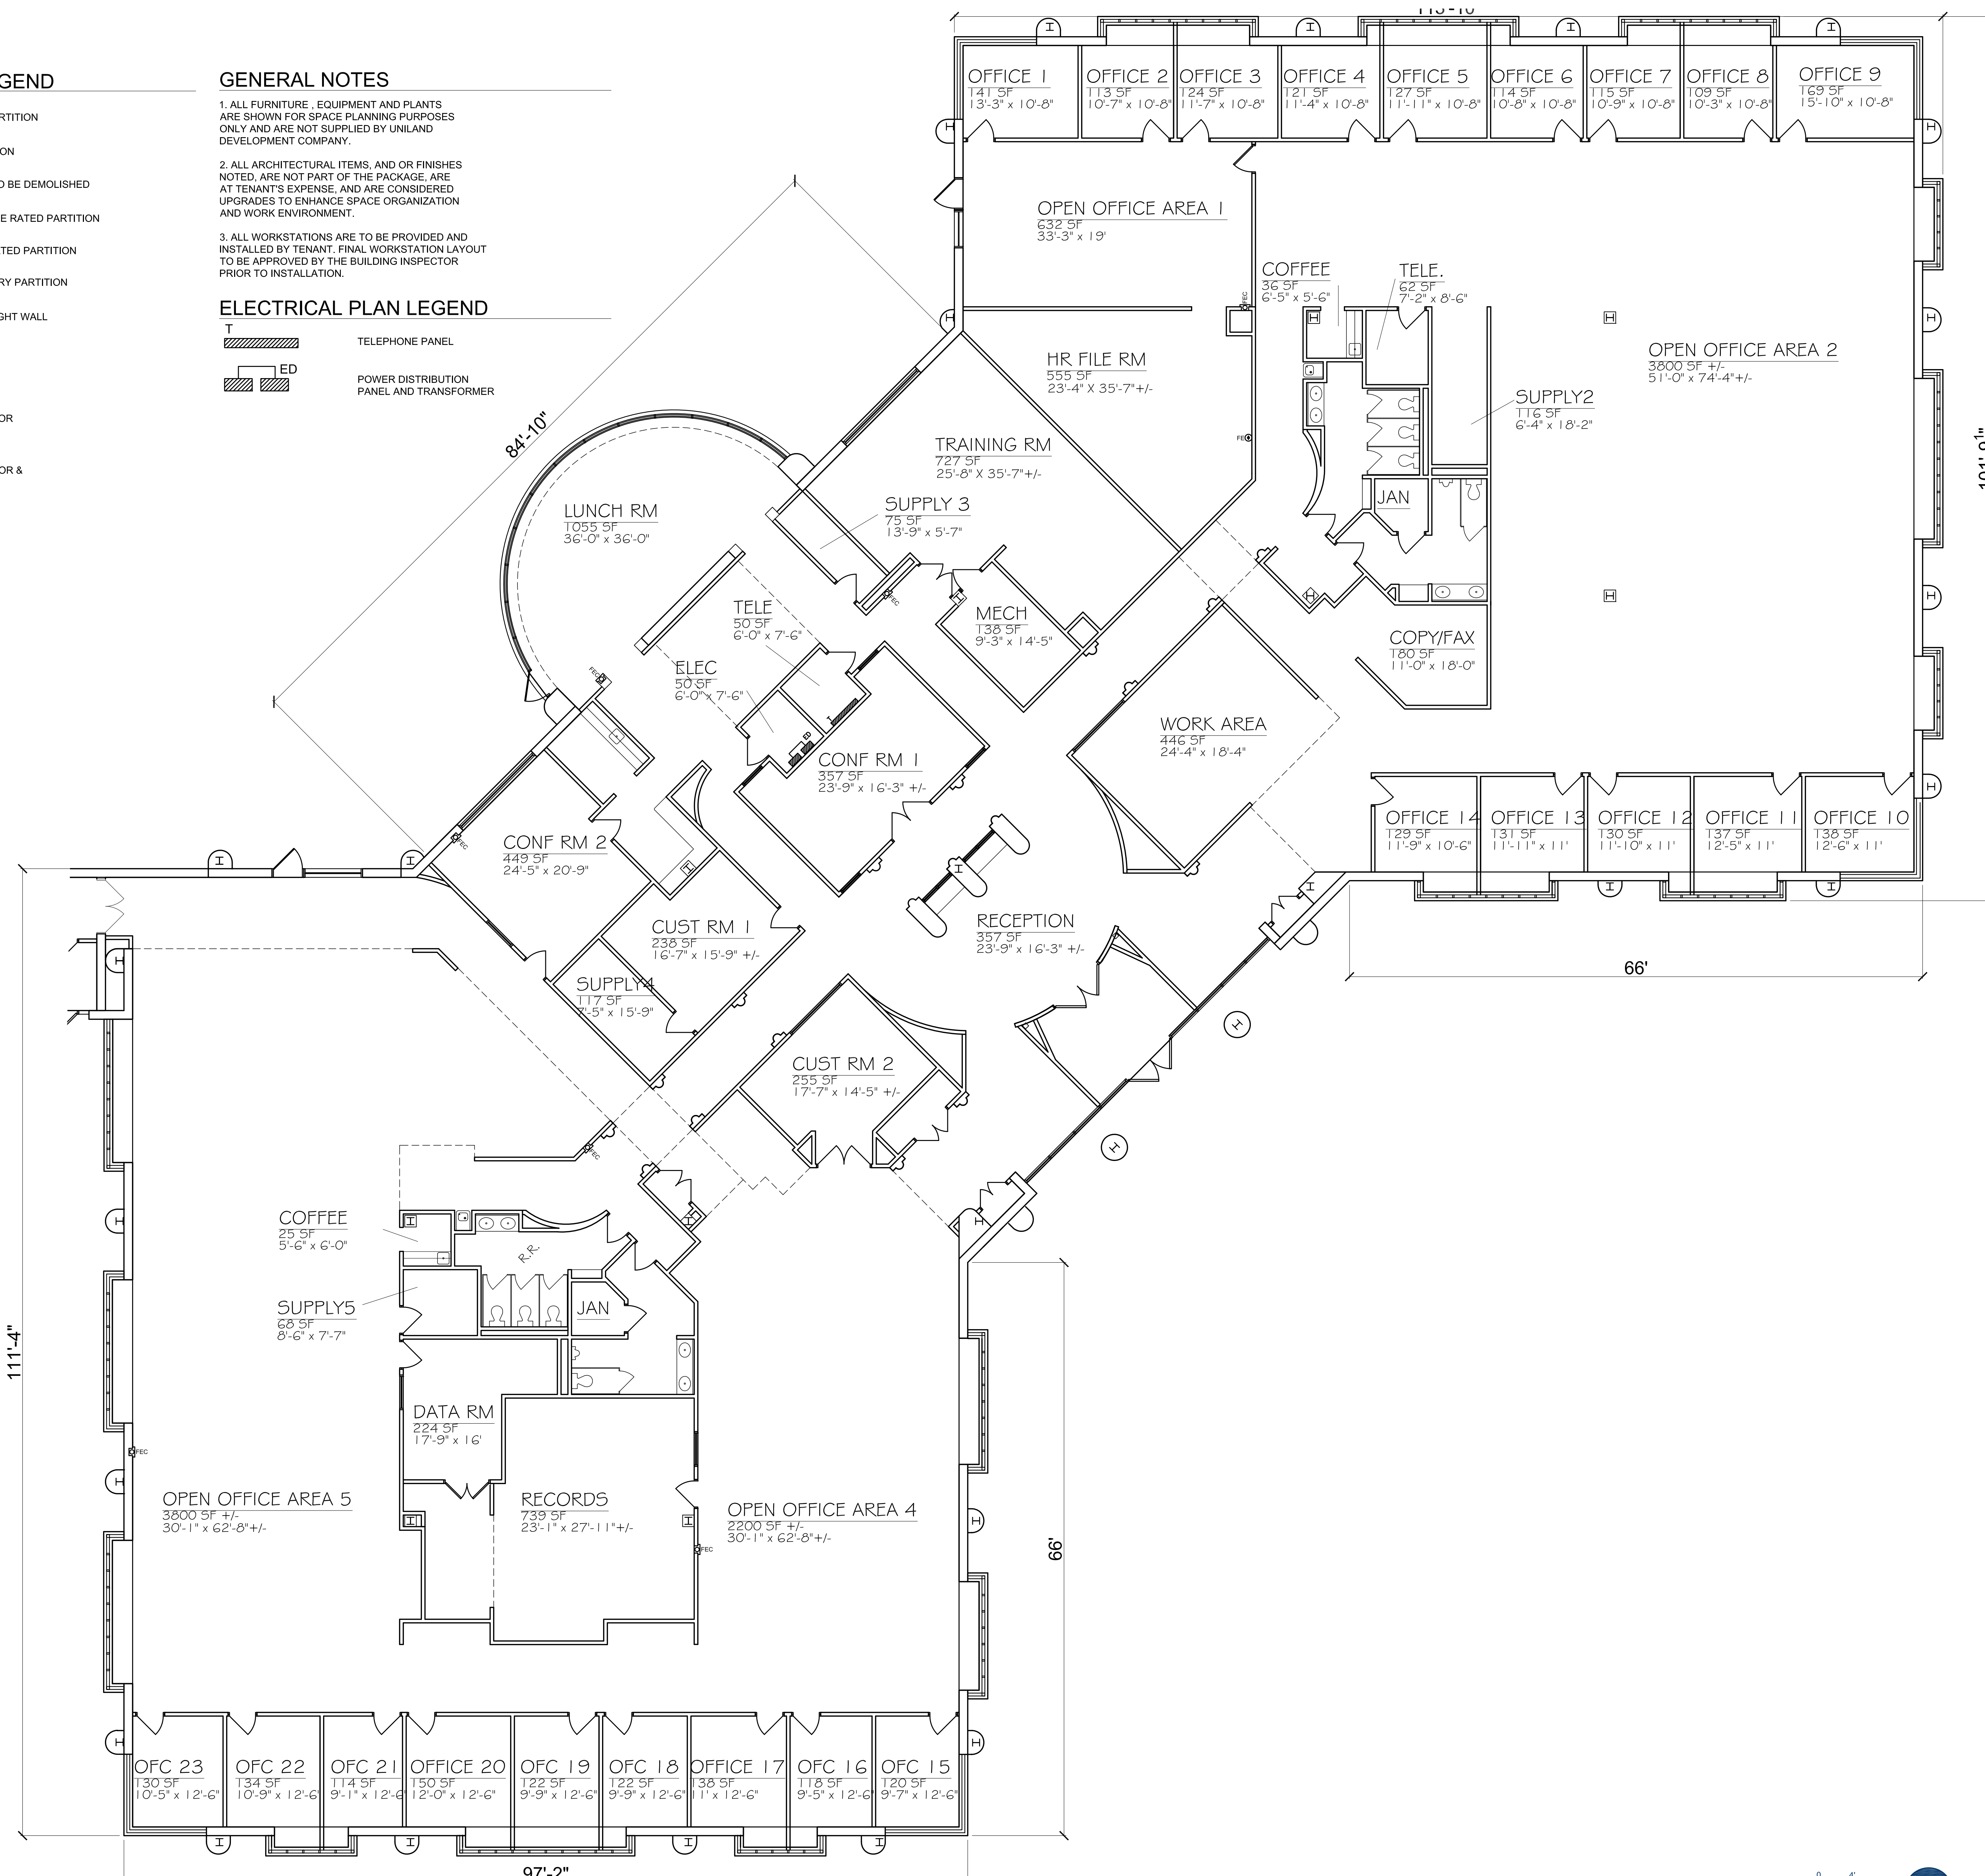 GEND
RTITION
ON
O BE DEMOLISHED
E RATED PARTITION
TED PARTITION
RY PARTITION
GHT WALL
OR
OR &
GENERAL NOTES
1. ALL FURNITURE , EQUIPMENT AND PLANTS
ARE SHOWN FOR SPACE PLANNING PURPOSES
ONLY AND ARE NOT SUPPLIED BY UNILAND
DEVELOPMENT COMPANY.
2. ALL ARCHITECTURAL ITEMS, AND OR FINISHES
NOTED, ARE NOT PART OF THE PACKAGE, ARE
AT TENANT'S EXPENSE, AND ARE CONSIDERED
UPGRADES TO ENHANCE SPACE ORGANIZATION
AND WORK ENVIRONMENT.
3. ALL WORKSTATIONS ARE TO BE PROVIDED AND
INSTALLED BY TENANT. FINAL WORKSTATION LAYOUT
TO BE APPROVED BY THE BUILDING INSPECTOR
PRIOR TO INSTALLATION.
ELECTRICAL PLAN LEGEND
T
TELEPHONE PANEL
ED
POWER DISTRIBUTION
PANEL AND TRANSFORMER
OFFICE 1
141 SF
13'-3" x 10'-8"
OFFICE 2
113 SF
10'-7" x 10'-8"
OFFICE 3
124 SF
11'-7" x 10'-8"
OFFICE 4
121 SF
11'-4" x 10'-8"
OFFICE 5
127 SF
11'-11" x 10'-8"
OFFICE 6
114 SF
10'-8" x 10'-8"
OFFICE 7
115 SF
10'-9" x 10'-8"
OFFICE 8
109 SF
10'-3" x 10'-8"
OFFICE 9
169 SF
15'-10" x 10'-8"
OPEN OFFICE AREA 1
632 SF
33'-3" x 19'
COFFEE
36 SF
6'-5" x 5'-6"
TELE.
62 SF
7'-2" x 8'-6"
FEC
OPEN OFFICE AREA 2
3800 SF +/-
51'-0" x 74'-4"+/-
HR FILE RM
555 SF
23'-4" X 35'-7"+/-
SUPPLY2
116 SF
6'-4" x 18'-2"
84'-10"
TRAINING RM
727 SF
25'-8" X 35'-7"+/-
FE
JAN
LUNCH RM
1055 SF
36'-0" x 36'-0"
SUPPLY 3
75 SF
13'-9" x 5'-7"
FEC
TELE
50 SF
6'-0" x 7'-6"
MECH
138 SF
9'-3" x 14'-5"
COPY/FAX
180 SF
11'-0" x 18'-0"
FEC
ELEC
50 SF
6'-0" x 7'-6"
T
ED
WORK AREA
446 SF
24'-4" x 18'-4"
CONF RM 1
357 SF
23'-9" x 16'-3" +/-
OFFICE 14
129 SF
11'-9" x 10'-6"
OFFICE 13
131 SF
11'-11" x 11'
OFFICE 12
130 SF
11'-10" x 11'
OFFICE 11
137 SF
12'-5" x 11'
OFFICE 10
138 SF
12'-6" x 11'
FEC
CONF RM 2
449 SF
24'-5" x 20'-9"
CUST RM 1
238 SF
16'-7" x 15'-9" +/-
RECEPTION
357 SF
23'-9" x 16'-3" +/-
66'
SUPPLY4
117 SF
7'-5" x 15'-9"
CUST RM 2
255 SF
17'-7" x 14'-5" +/-
FEC
COFFEE
25 SF
5'-6" x 6'-0"
R.R.
SUPPLY5
68 SF
8'-6" x 7'-7"
JAN
111'-4"
DATA RM
224 SF
17'-9" x 16'
FEC
OPEN OFFICE AREA 5
3800 SF +/-
30'-1" x 62'-8"+/-
RECORDS
739 SF
23'-1" x 27'-11"+/-
OPEN OFFICE AREA 4
2200 SF +/-
30'-1" x 62'-8"+/-
FEC
66'
OFC 23
130 SF
10'-5" x 12'-6"
OFC 22
134 SF
10'-9" x 12'-6"
OFC 21
114 SF
9'-1" x 12'-6"
OFFICE 20
150 SF
12'-0" x 12'-6"
OFC 19
122 SF
9'-9" x 12'-6"
OFC 18
122 SF
9'-9" x 12'-6"
OFFICE 17
138 SF
11' x 12'-6"
OFC 16
118 SF
9'-5" x 12'-6"
OFC 15
120 SF
9'-7" x 12'-6"
97'-2"
0 4'